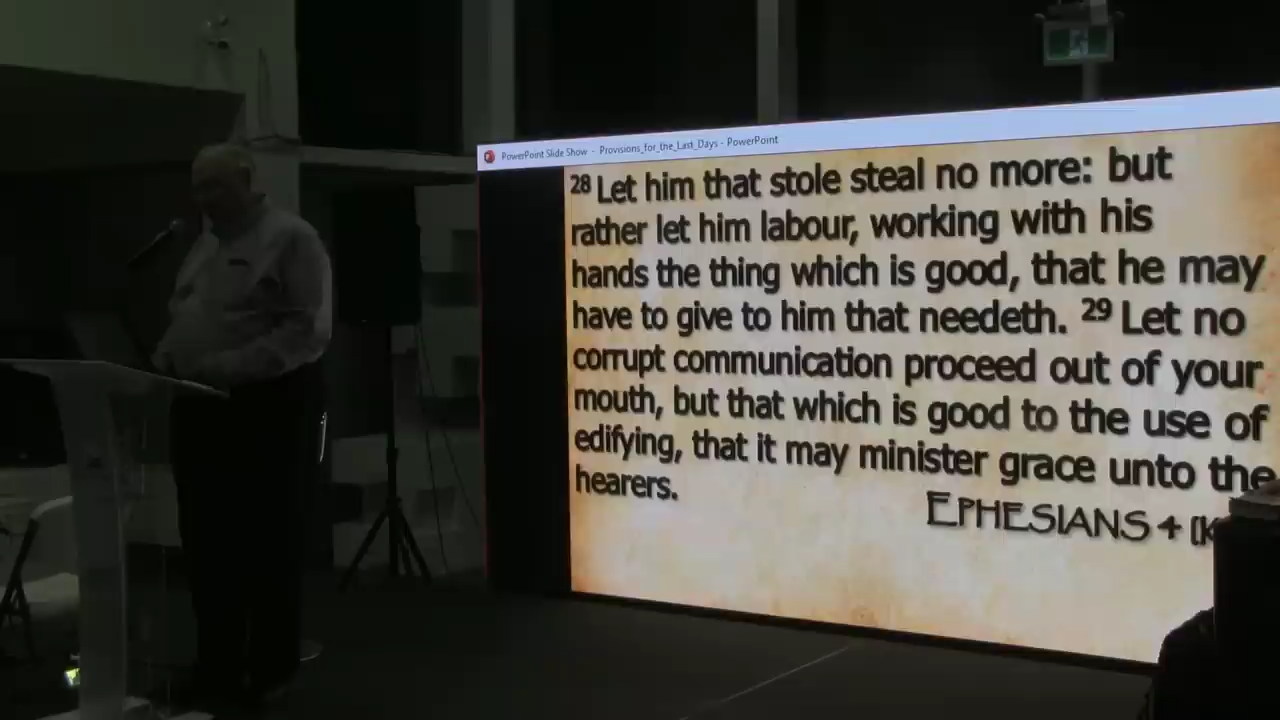 PowerPoint Slide Show - Provisions_for_the_Last_Days - PowerPoint
28 Let him that stole steal no more: but
rather let him labour, working with his
hands the thing which is good, that he may
have to give to him that needeth. 29 Let no
corrupt communication proceed out of your
mouth, but that which is good to the use of
edifying, that it may minister grace unto the
hearers.
EPHESIANS 4 [K